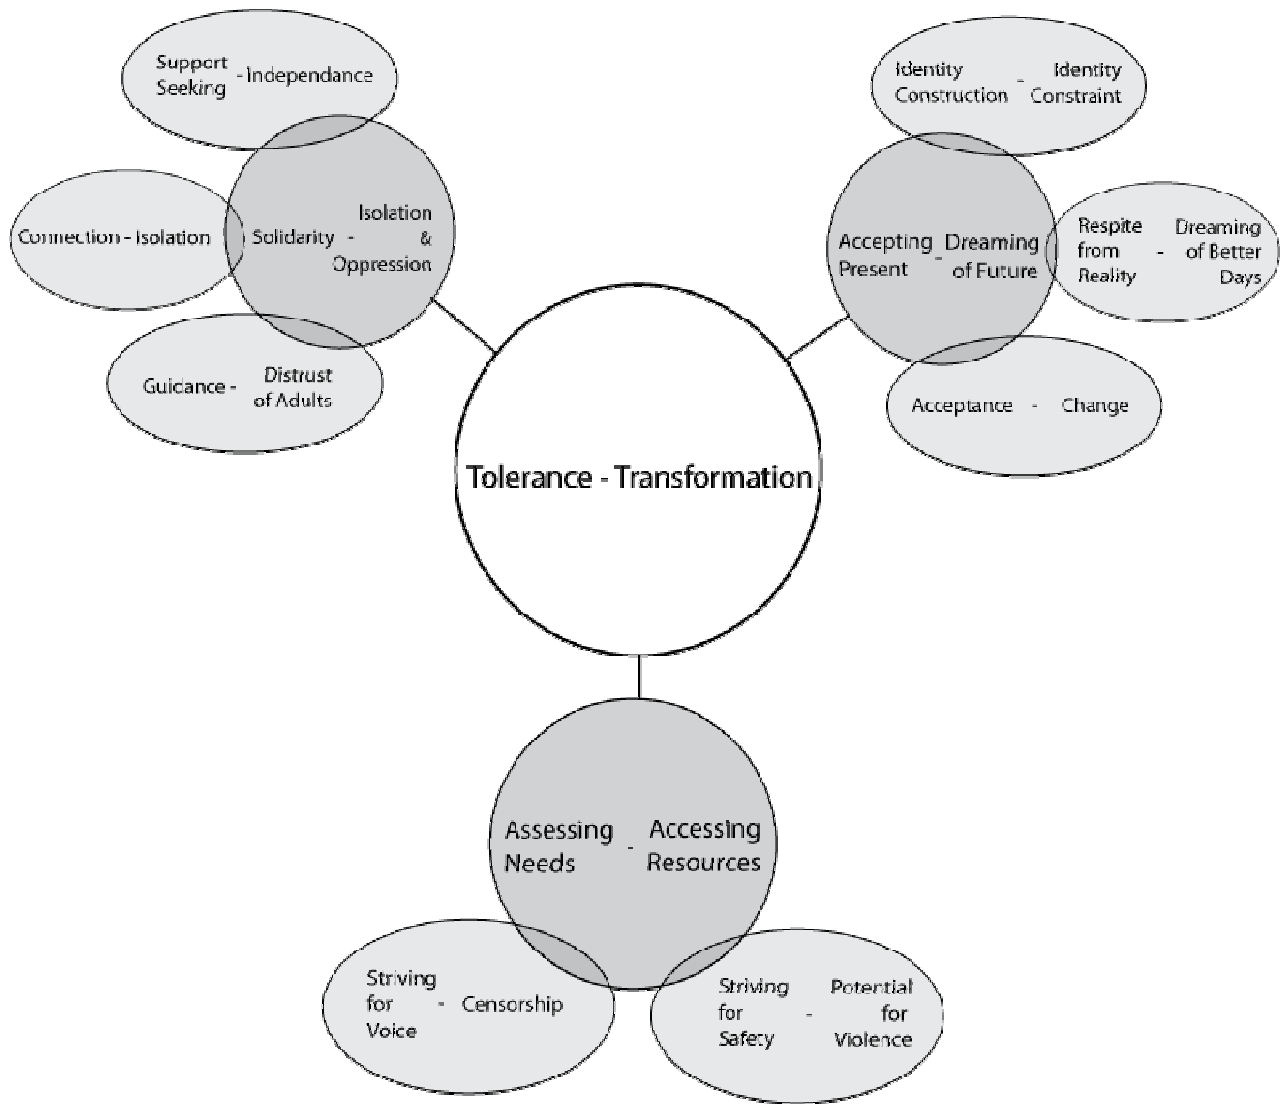 Support
Seeking - Independance
Connection - Isolation
Solidarity - Isolation
&
Oppression
Guidance - Distrust
of Adults
Identity
Construction - Identity
Constraint
Accepting
Present - Dreaming
of Future
Respite
from
Reality - Dreaming
of Better
Days
Acceptance - Change
Tolerance - Transformation
Assessing
Needs - Accessing
Resources
Striving
for
Voice - Censorship
Striving
for
Safety - Potential
for
Violence